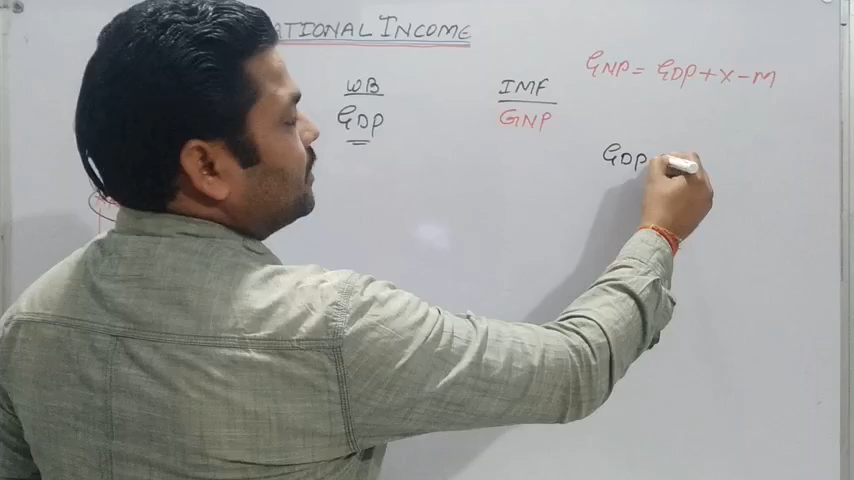 ATIONAL INCOME
WB
GDP
IMF
GNP
GNP = GDP + X - M
GDP